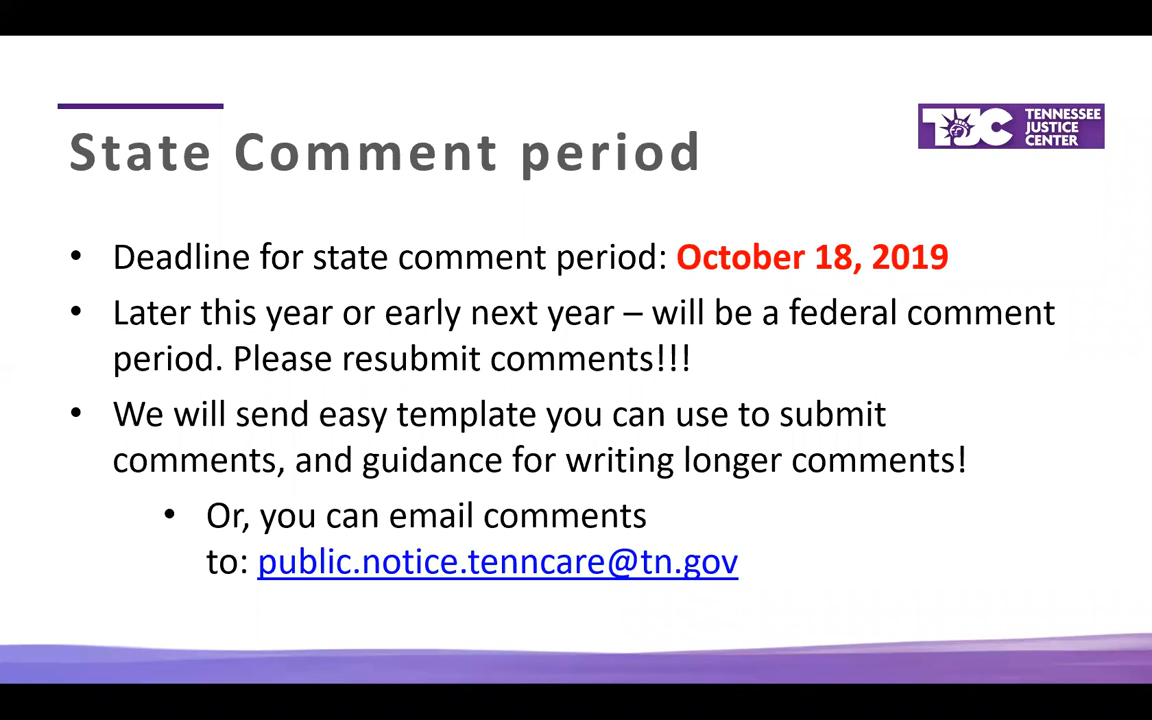 State Comment period
TJC TENNESSEE
JUSTICE
CENTER
• Deadline for state comment period: October 18, 2019
• Later this year or early next year – will be a federal comment
period. Please resubmit comments!!!
• We will send easy template you can use to submit
comments, and guidance for writing longer comments!
• Or, you can email comments
to: public.notice.tenncare@tn.gov